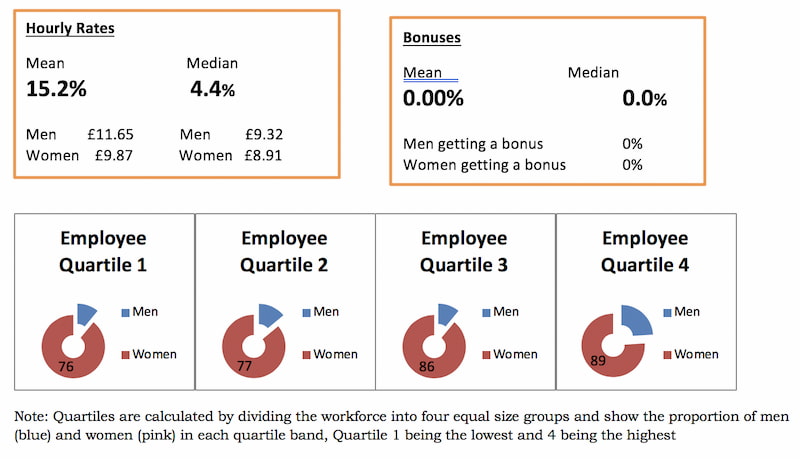 Hourly Rates
Mean Median
15.2% 4.4%
Men £11.65 Men £9.32
Women £9.87 Women £8.91
Bonuses
Mean Median
0.00% 0.0%
Men getting a bonus 0%
Women getting a bonus 0%
Employee
Quartile 1
Men
Women
76
Employee
Quartile 2
Men
Women
77
Employee
Quartile 3
Men
Women
86
Employee
Quartile 4
Men
Women
89
Note: Quartiles are calculated by dividing the workforce into four equal size groups and show the proportion of men
(blue) and women (pink) in each quartile band, Quartile 1 being the lowest and 4 being the highest